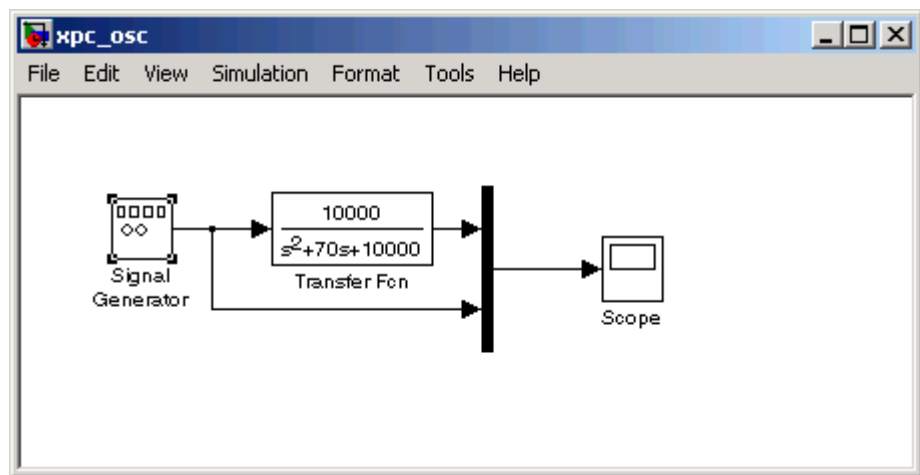 xpc_osc
File Edit View Simulation Format Tools Help
10000
s²+70s+10000
Transfer Fcn
Signal
Generator
Scope